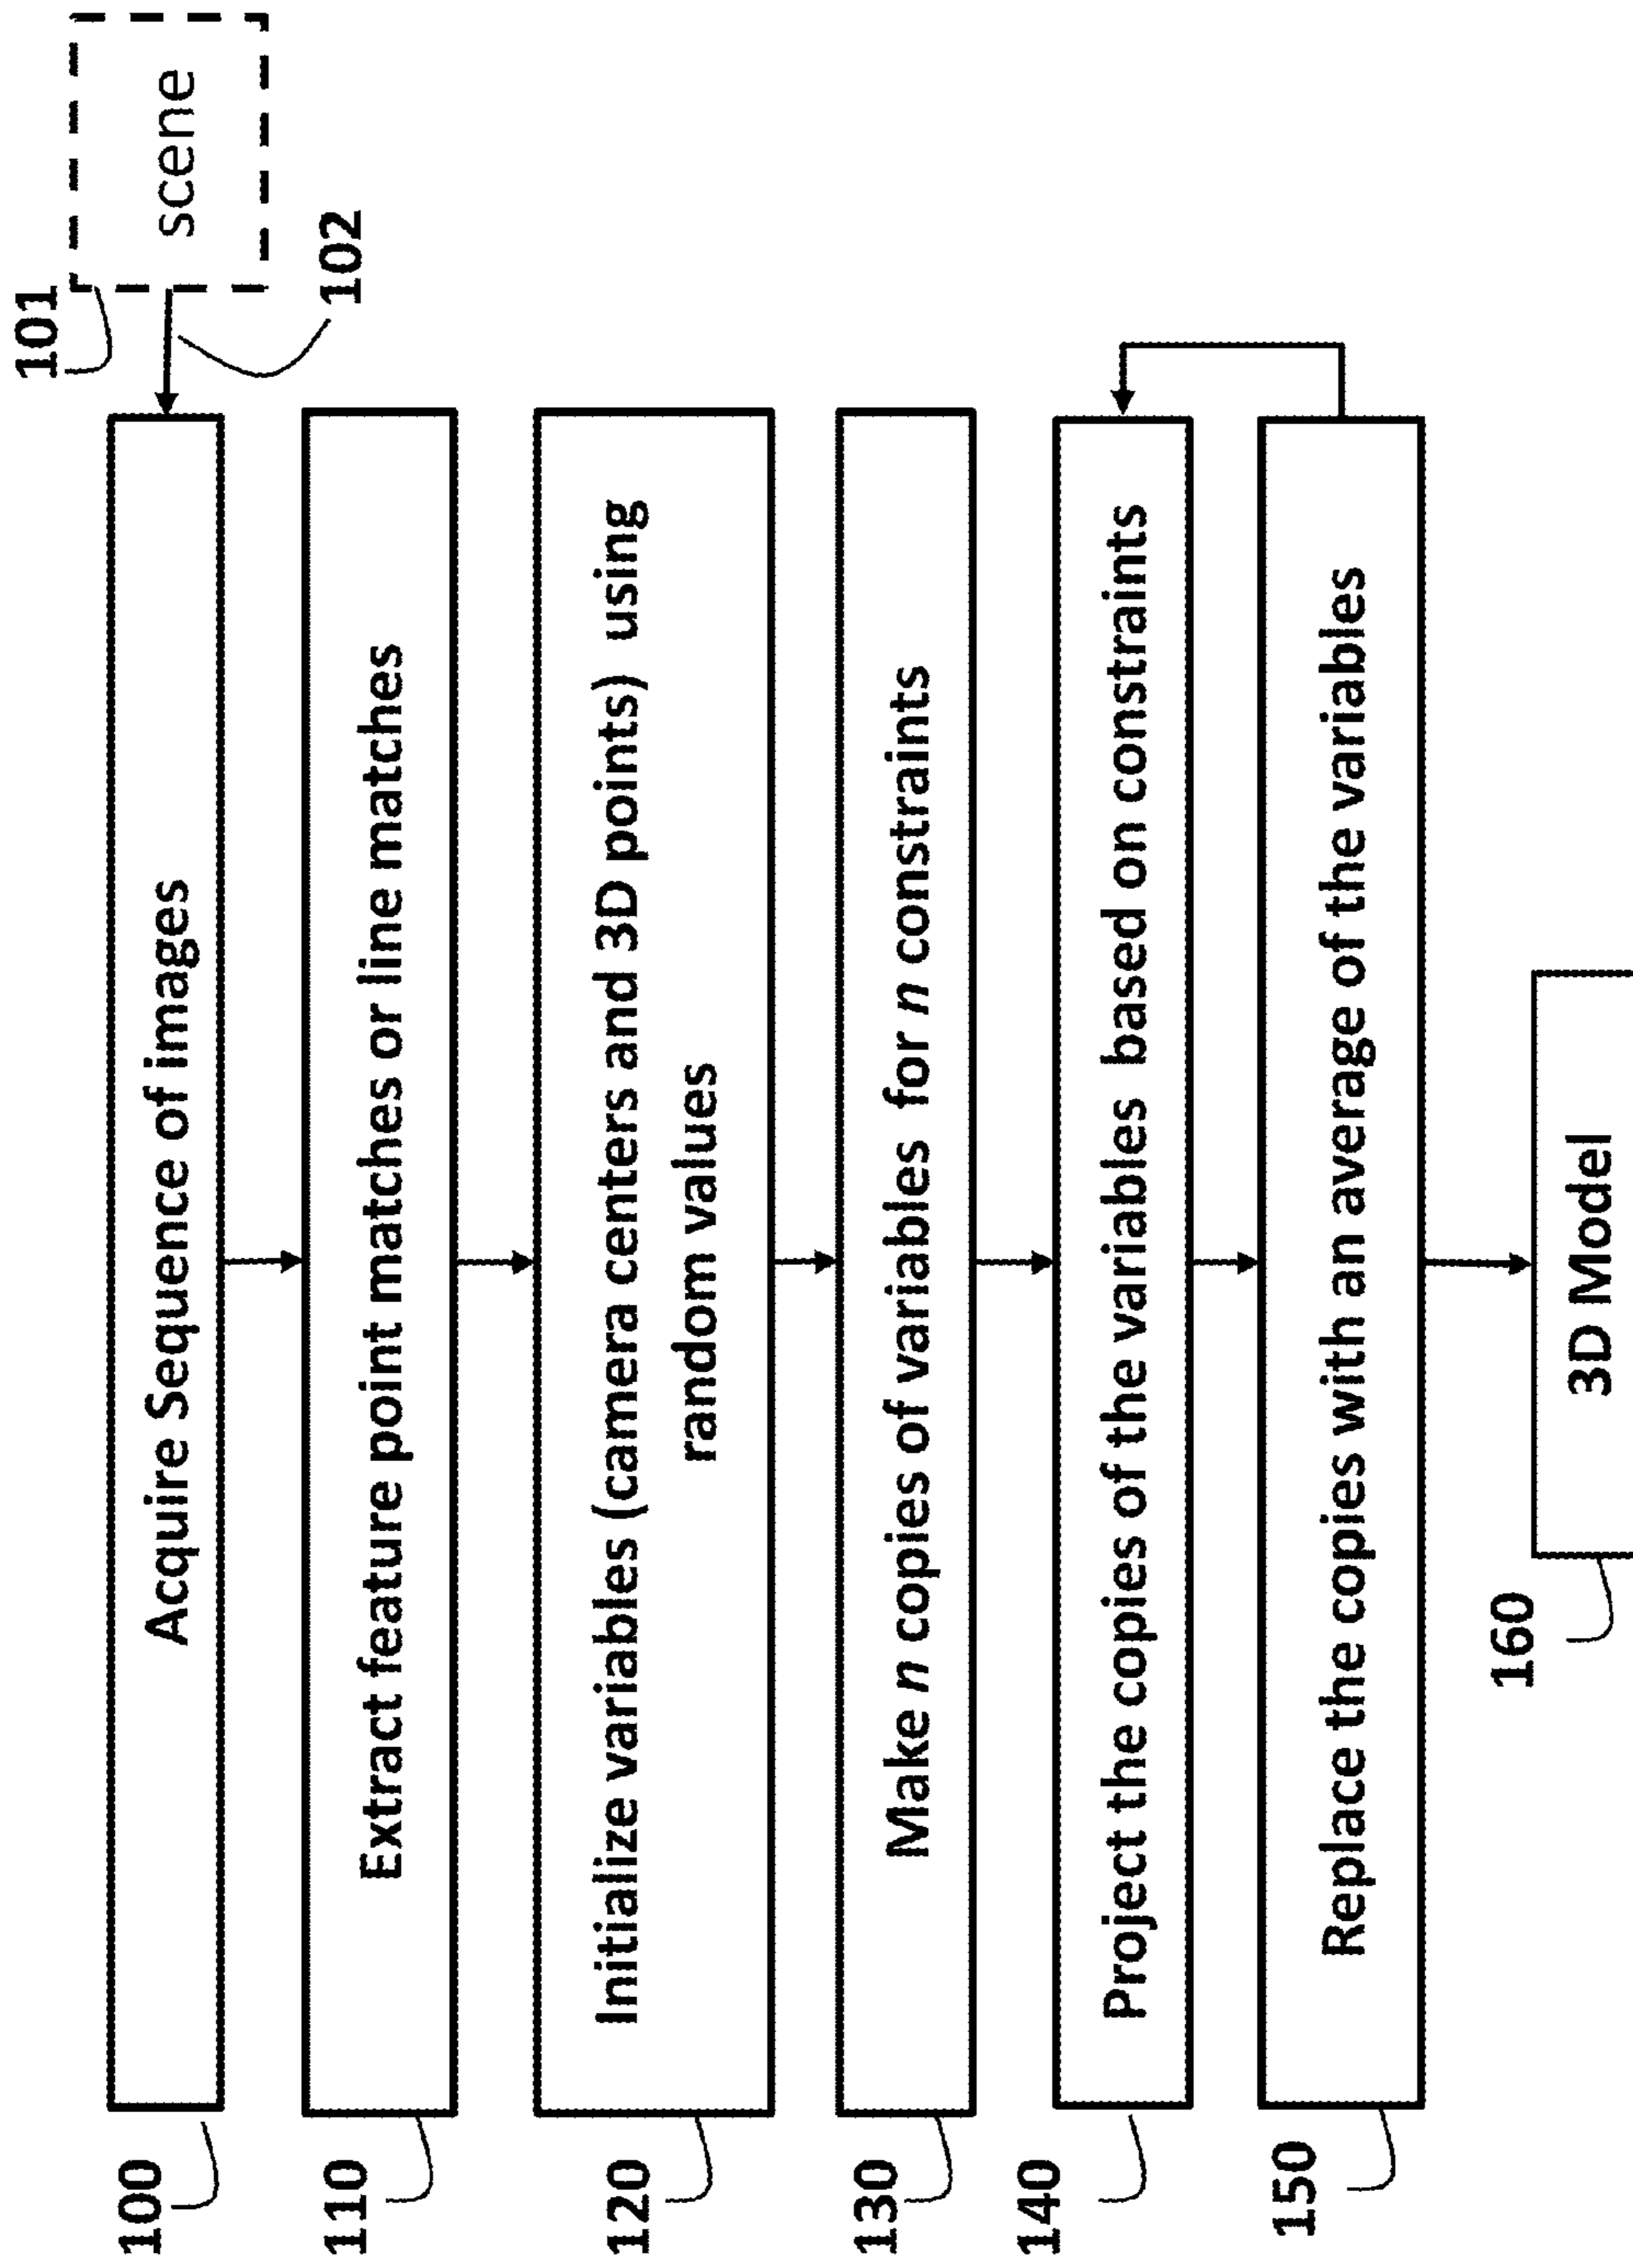 101
scene
102
100
Acquire Sequence of images
110
Extract feature point matches or line matches
120
Initialize variables (camera centers and 3D points) using
random values
130
Make n copies of variables for n constraints
140
Project the copies of the variables based on constraints
150
Replace the copies with an average of the variables
160
3D Model